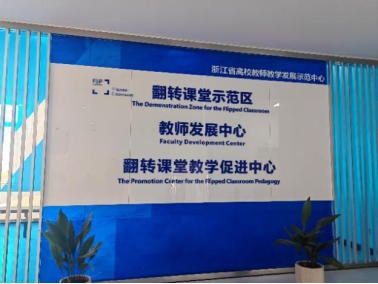 浙江省高校教师教学发展示范中心
翻转课堂示范区
The Demonstration Zone for the Flipped Classroom
教师发展中心
Faculty Development Center
翻转课堂教学促进中心
The Promotion Center for the Flipped Classroom Pedagogy